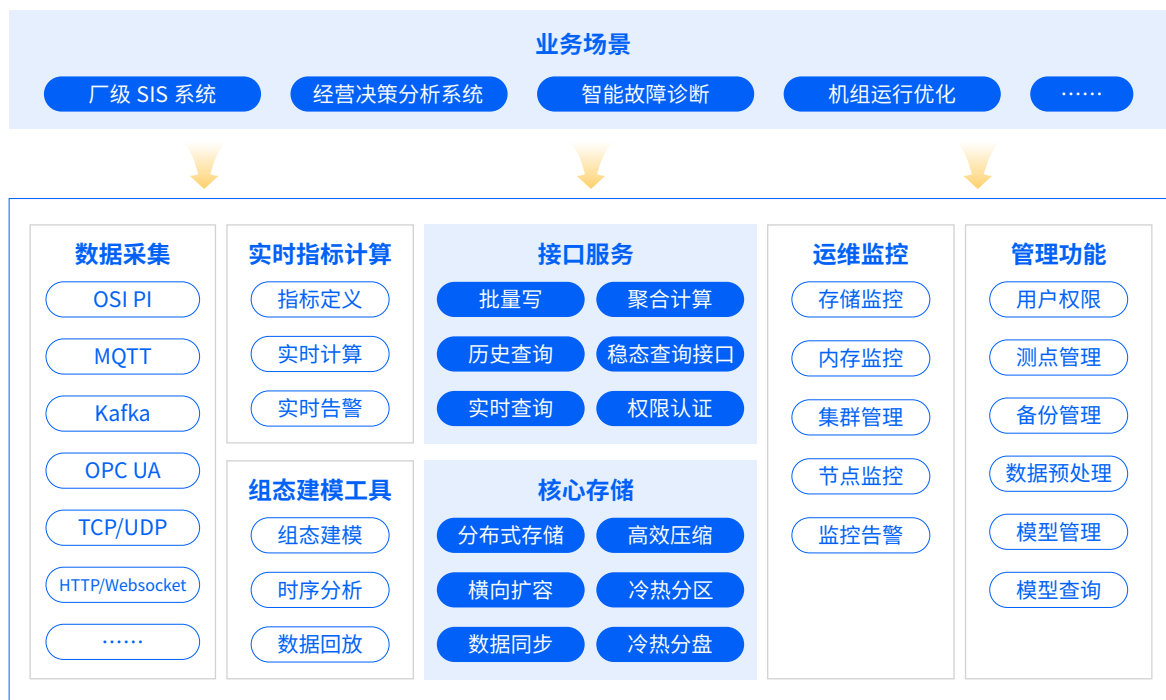 业务场景
厂级 SIS 系统
经营决策分析系统
智能故障诊断
机组运行优化
……
数据采集
OSI PI
MQTT
Kafka
OPC UA
TCP/UDP
HTTP/Websocket
……
实时指标计算
指标定义
实时计算
实时告警
组态建模工具
组态建模
时序分析
数据回放
接口服务
批量写
聚合计算
历史查询
稳态查询接口
实时查询
权限认证
核心存储
分布式存储
高效压缩
横向扩容
冷热分区
数据同步
冷热分盘
运维监控
存储监控
内存监控
集群管理
节点监控
监控告警
管理功能
用户权限
测点管理
备份管理
数据预处理
模型管理
模型查询